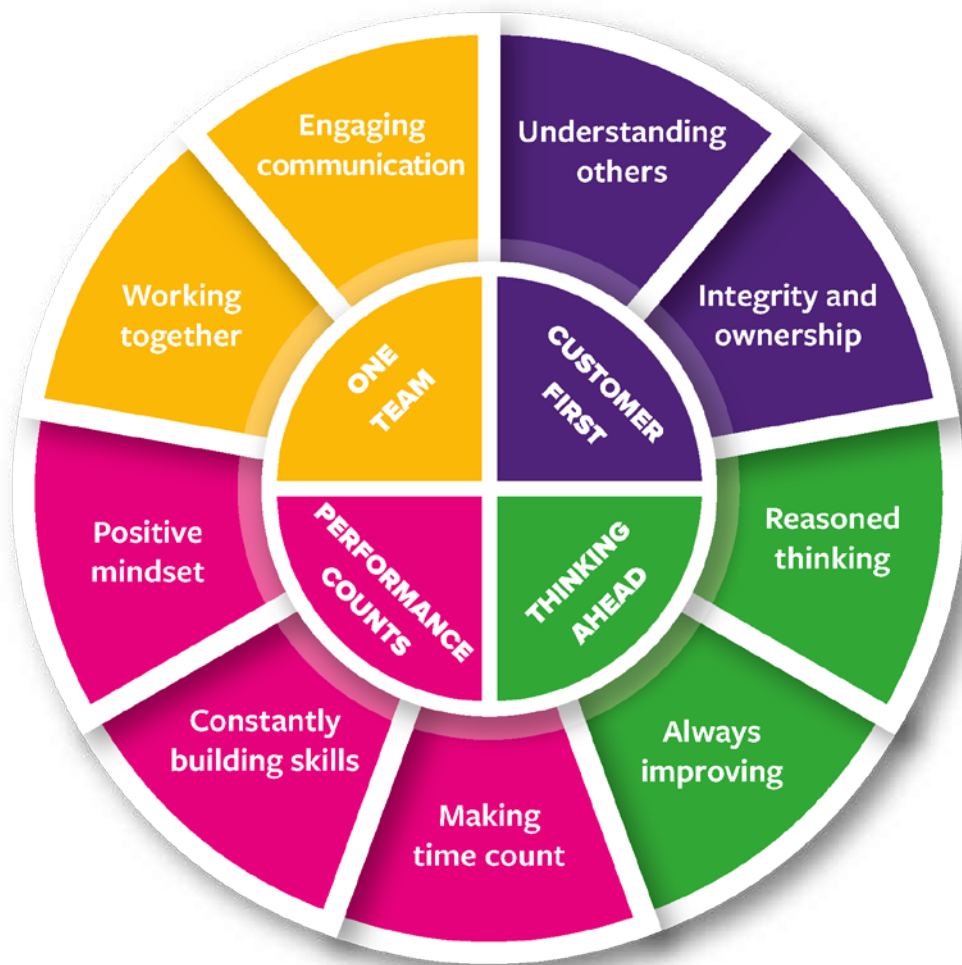 Engaging
communication
Understanding
others
Working
together
Integrity and
ownership
ONE
TEAM
CUSTOMER
FIRST
Positive
mindset
PERFORMANCE
COUNTS
THINKING
AHEAD
Reasoned
thinking
Constantly
building skills
Always
improving
Making
time count